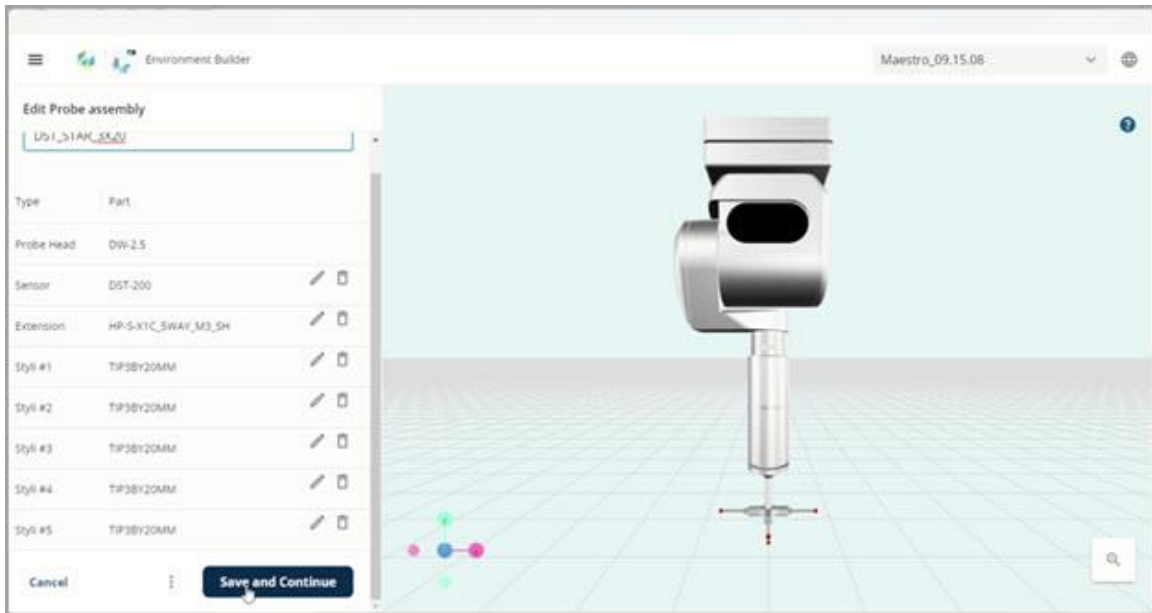 Environment Builder
Maestro_09.15.08
Edit Probe assembly
DST_STAR_3X20
Type Part
Probe Head DW-2.5
Sensor DST-200
Extension HP-S-X1C_5WAY_M3_SH
Styli #1 TIP3BY20MM
Styli #2 TIP3BY20MM
Styli #3 TIP3BY20MM
Styli #4 TIP3BY20MM
Styli #5 TIP3BY20MM
Cancel
Save and Continue